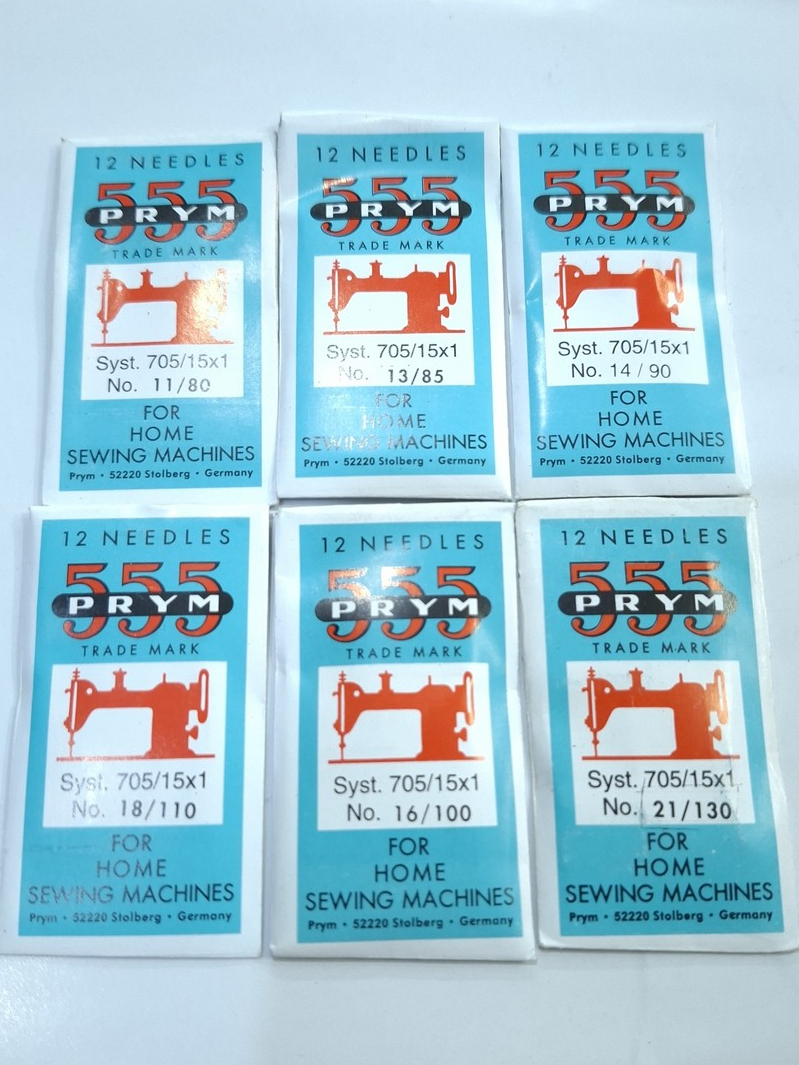 12 NEEDLES
555
PRYM
TRADE MARK
Syst. 705/15x1
No. 11/80
FOR
HOME
SEWING MACHINES
Prym • 52220 Stolberg • Germany
12 NEEDLES
555
PRYM
TRADE MARK
Syst. 705/15x1
No. 13/85
FOR
HOME
SEWING MACHINES
Prym • 52220 Stolberg • Germany
12 NEEDLES
555
PRYM
TRADE MARK
Syst. 705/15x1
No. 14 / 90
FOR
HOME
SEWING MACHINES
Prym • 52220 Stolberg • Germany
12 NEEDLES
555
PRYM
TRADE MARK
Syst. 705/15x1
No. 18/110
FOR
HOME
SEWING MACHINES
Prym • 52220 Stolberg • Germany
12 NEEDLES
555
PRYM
TRADE MARK
Syst. 705/15x1
No. 16/100
FOR
HOME
SEWING MACHINES
Prym • 52220 Stolberg • Germany
12 NEEDLES
555
PRYM
TRADE MARK
Syst. 705/15x1
No. 21/130
FOR
HOME
SEWING MACHINES
Prym • 52220 Stolberg • Germany